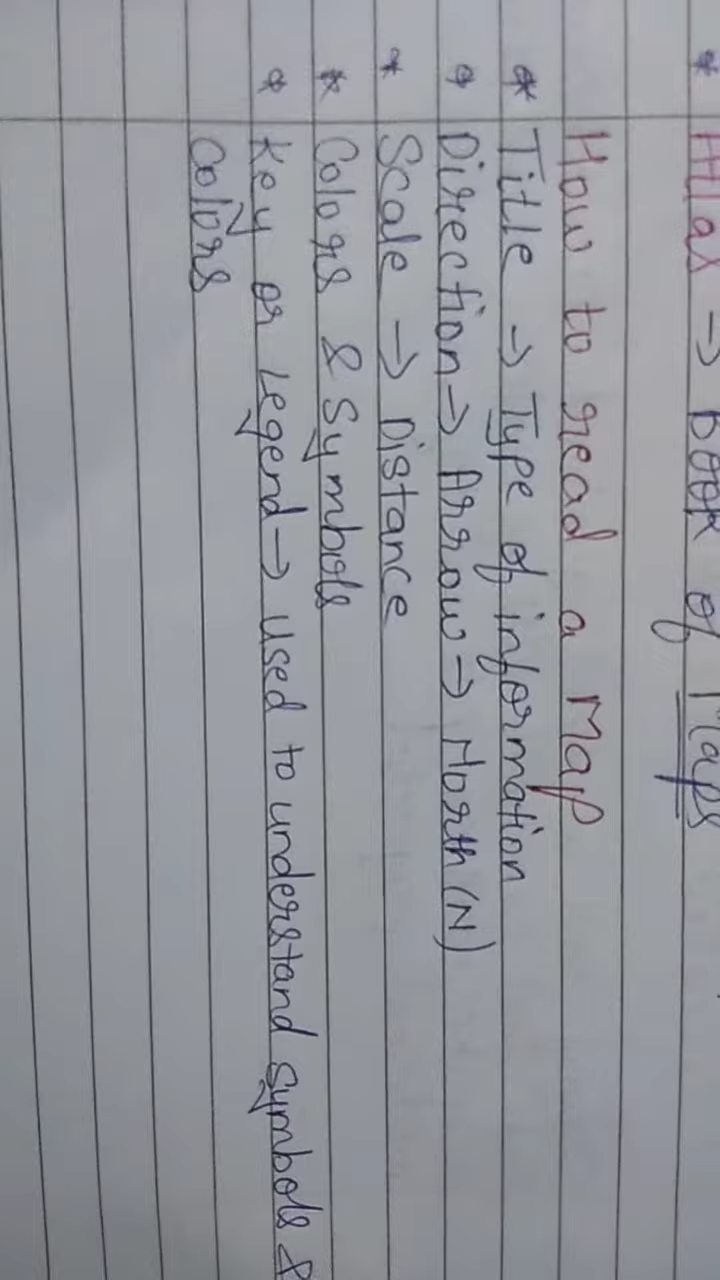 * Atlas → Book of Maps
How to read a Map
* Title → Type of information
* Direction → Arrow → North (N)
* Scale → Distance
* Colors & Symbols
* Key or Legend → used to understand symbols &
Colors